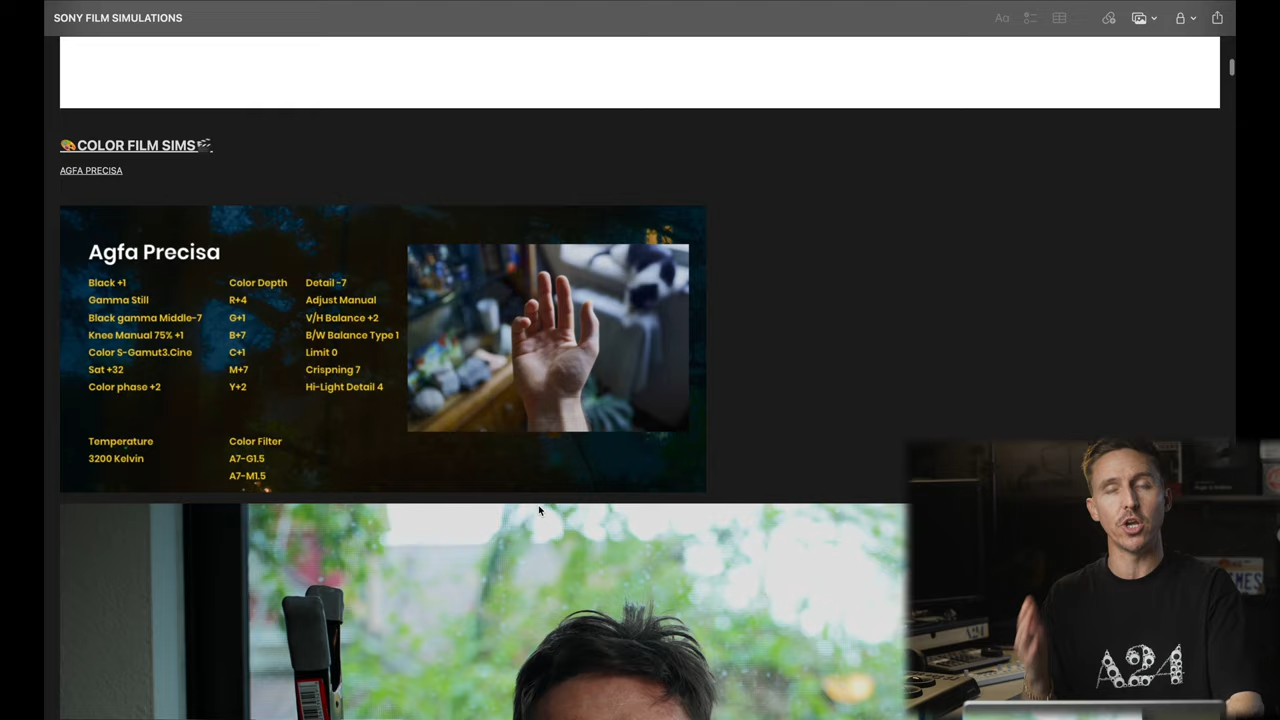 SONY FILM SIMULATIONS
Aa
🎨COLOR FILM SIMS🎬
AGFA PRECISA
Agfa Precisa
Black +1
Gamma Still
Black gamma Middle-7
Knee Manual 75% +1
Color S-Gamut3.Cine
Sat +32
Color phase +2
Color Depth
R+4
G+1
B+7
C+1
M+7
Y+2
Detail -7
Adjust Manual
V/H Balance +2
B/W Balance Type 1
Limit 0
Crispning 7
Hi-Light Detail 4
Temperature
3200 Kelvin
Color Filter
A7-G1.5
A7-M1.5
A24